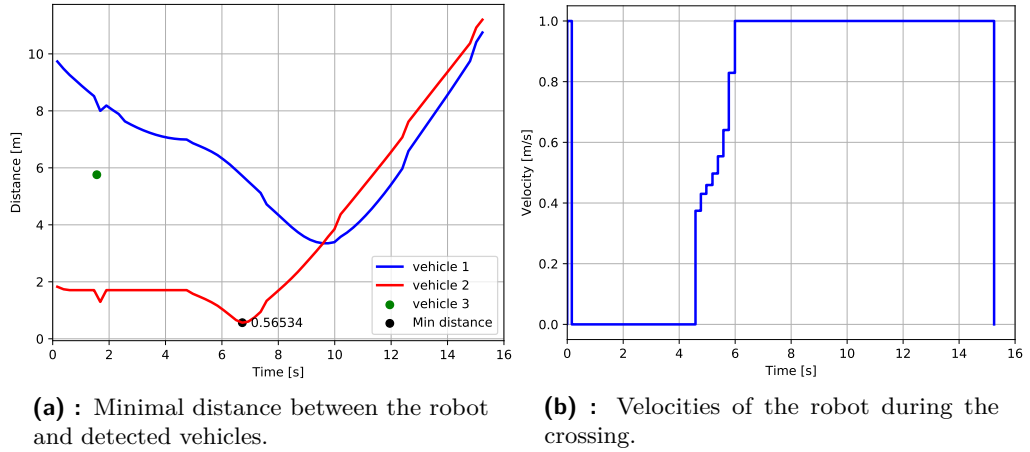 10
8
6
4
2
0
Distance [m]
0 2 4 6 8 10 12 14 16
Time [s]
0.56534
vehicle 1
vehicle 2
vehicle 3
Min distance
1.0
0.8
0.6
0.4
0.2
0.0
Velocity [m/s]
0 2 4 6 8 10 12 14 16
Time [s]
(a) : Minimal distance between the robot
and detected vehicles.
(b) : Velocities of the robot during the
crossing.